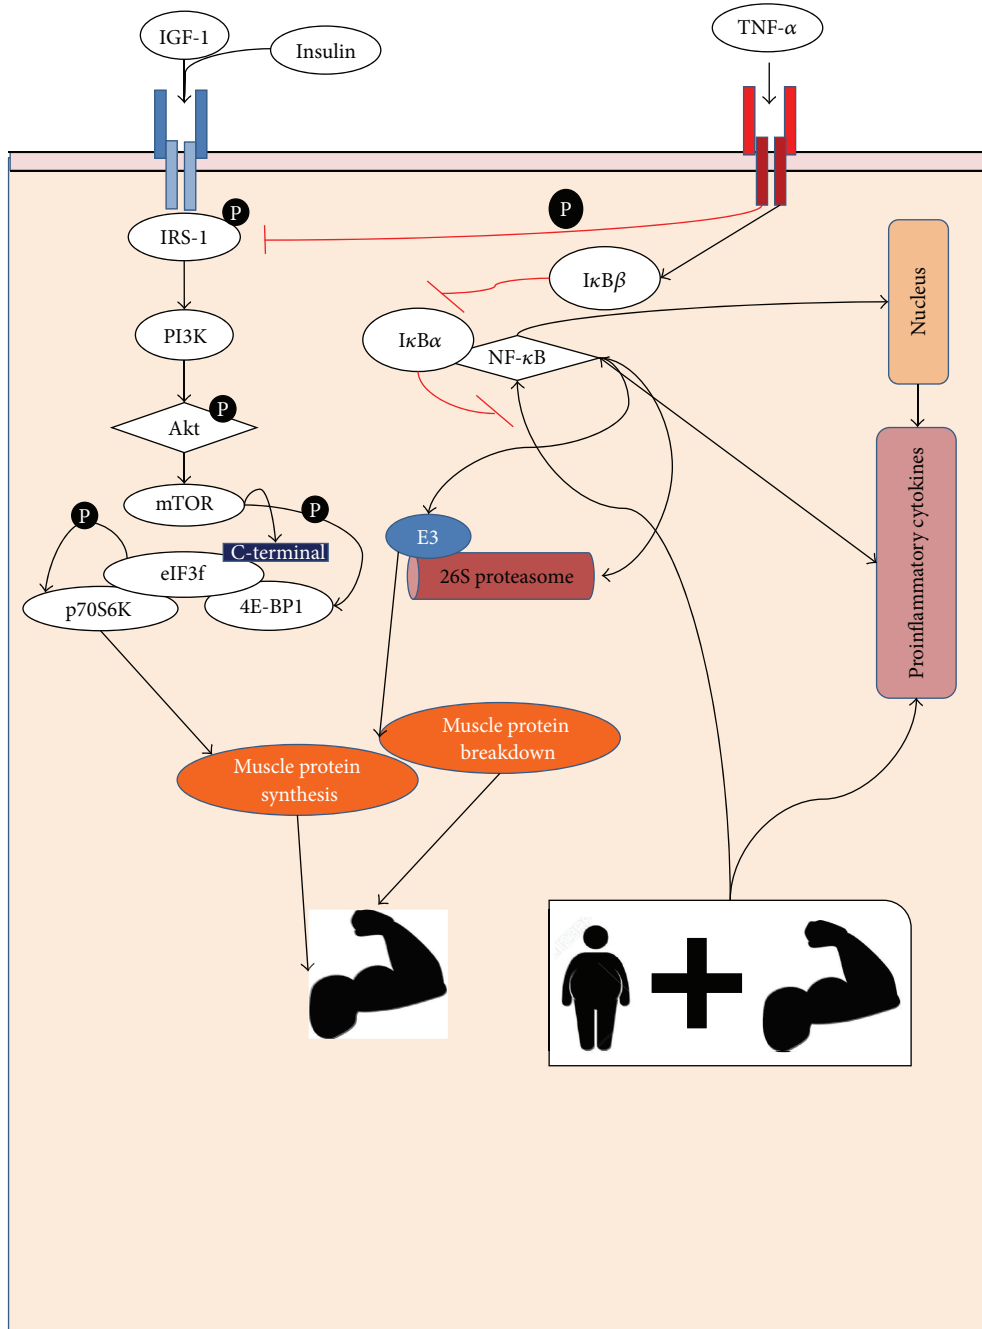 IGF-1
Insulin
TNF-α
P
P
IRS-1
IκBβ
Nucleus
PI3K
IκBα
NF-κB
P
Akt
mTOR
P
P
C-terminal
E3
eIF3f
26S proteasome
p70S6K
4E-BP1
Proinflammatory cytokines
Muscle protein
breakdown
Muscle protein
synthesis